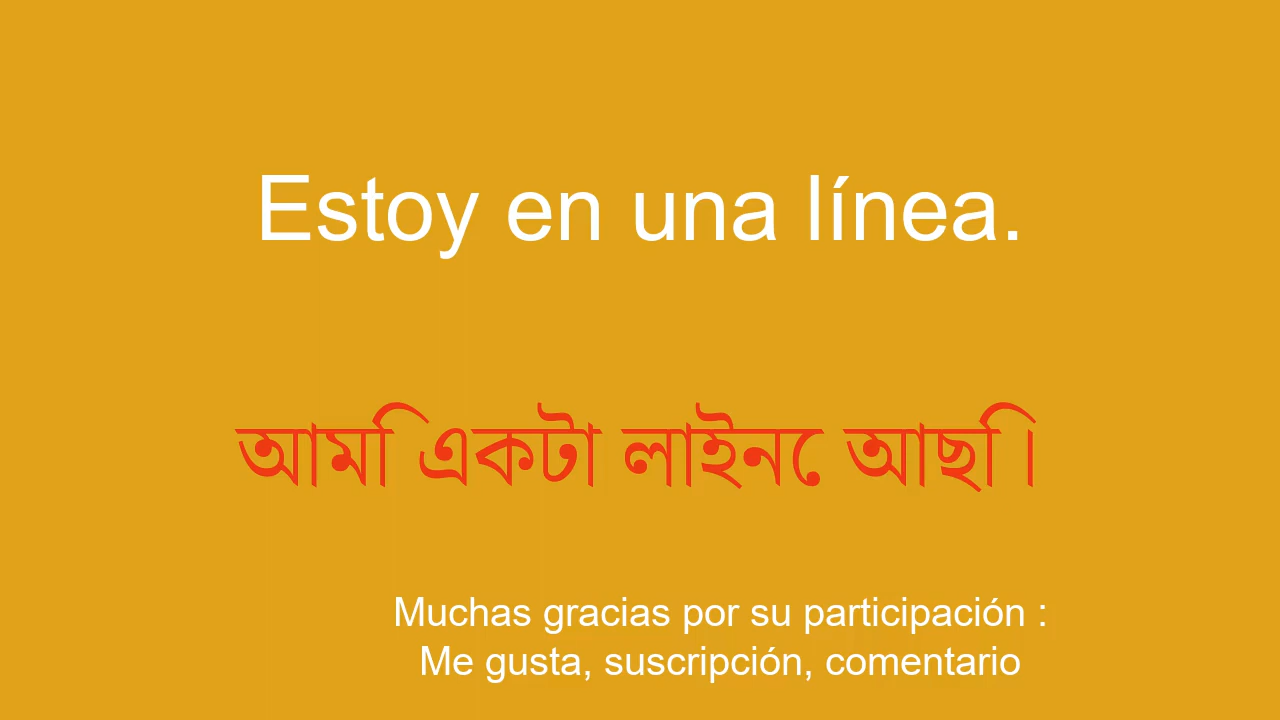 Estoy en una línea.
আমি একটা লাইনে আছি।
Muchas gracias por su participación :
Me gusta, suscripción, comentario